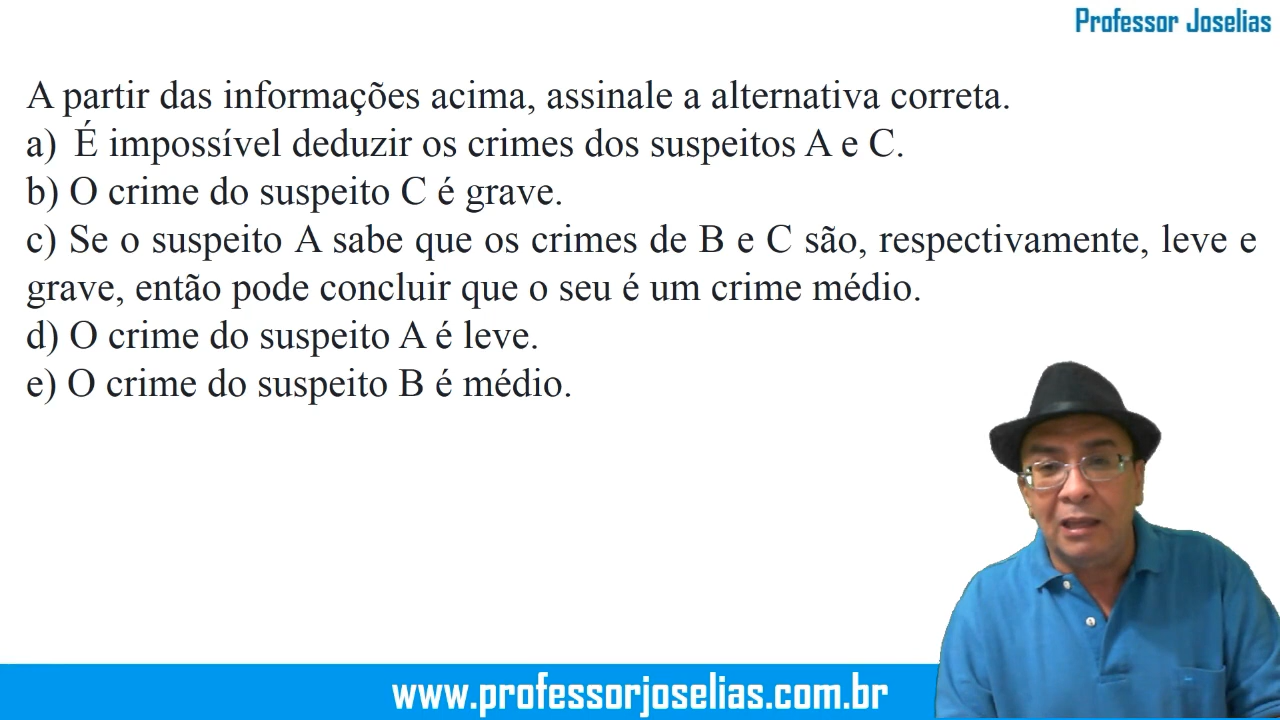 Professor Joselias
A partir das informações acima, assinale a alternativa correta.
a) É impossível deduzir os crimes dos suspeitos A e C.
b) O crime do suspeito C é grave.
c) Se o suspeito A sabe que os crimes de B e C são, respectivamente, leve e
grave, então pode concluir que o seu é um crime médio.
d) O crime do suspeito A é leve.
e) O crime do suspeito B é médio.
www.professorjoselias.com.br